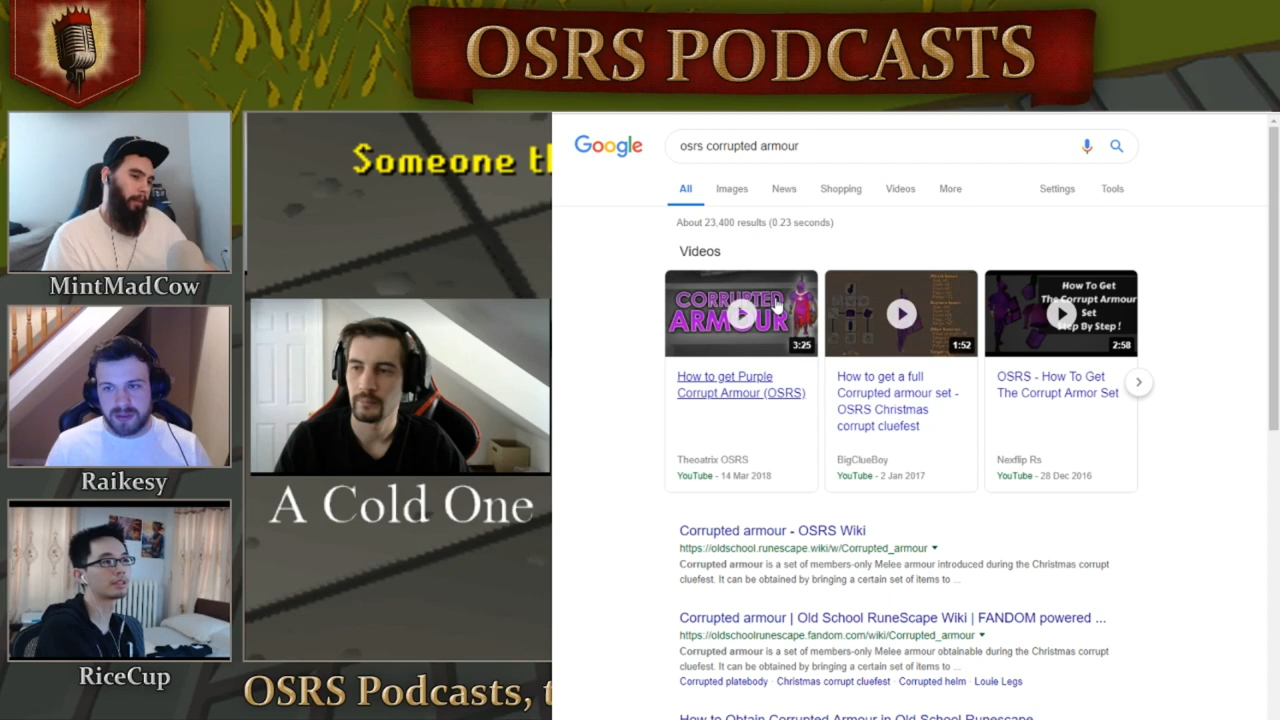 OSRS PODCASTS
MintMadCow
Raikesy
RiceCup
Someone t
A Cold One
OSRS Podcasts,
Google
osrs corrupted armour
All Images News Shopping Videos More Settings Tools
About 23,400 results (0.23 seconds)
Videos
CORRUPTED
ARMOUR
3:25
How to get Purple
Corrupt Armour (OSRS)
Theoatrix OSRS
YouTube - 14 Mar 2018
1:52
How to get a full
Corrupted armour set -
OSRS Christmas
corrupt cluefest
BigClueBoy
YouTube - 2 Jan 2017
How To Get
The Corrupt Armour
Set
Step By Step !
2:58
OSRS - How To Get
The Corrupt Armor Set
Nexflip Rs
YouTube - 28 Dec 2016
Corrupted armour - OSRS Wiki
https://oldschool.runescape.wiki/w/Corrupted_armour
Corrupted armour is a set of members-only Melee armour introduced during the Christmas corrupt
cluefest. It can be obtained by bringing a certain set of items to ...
Corrupted armour | Old School RuneScape Wiki | FANDOM powered ...
https://oldschoolrunescape.fandom.com/wiki/Corrupted_armour
Corrupted armour is a set of members-only Melee armour obtainable during the Christmas corrupt
cluefest. It can be obtained by bringing a certain set of items to ...
Corrupted platebody · Christmas corrupt cluefest · Corrupted helm · Louie Legs
How to Obtain Corrupted Armour in Old School Runescape